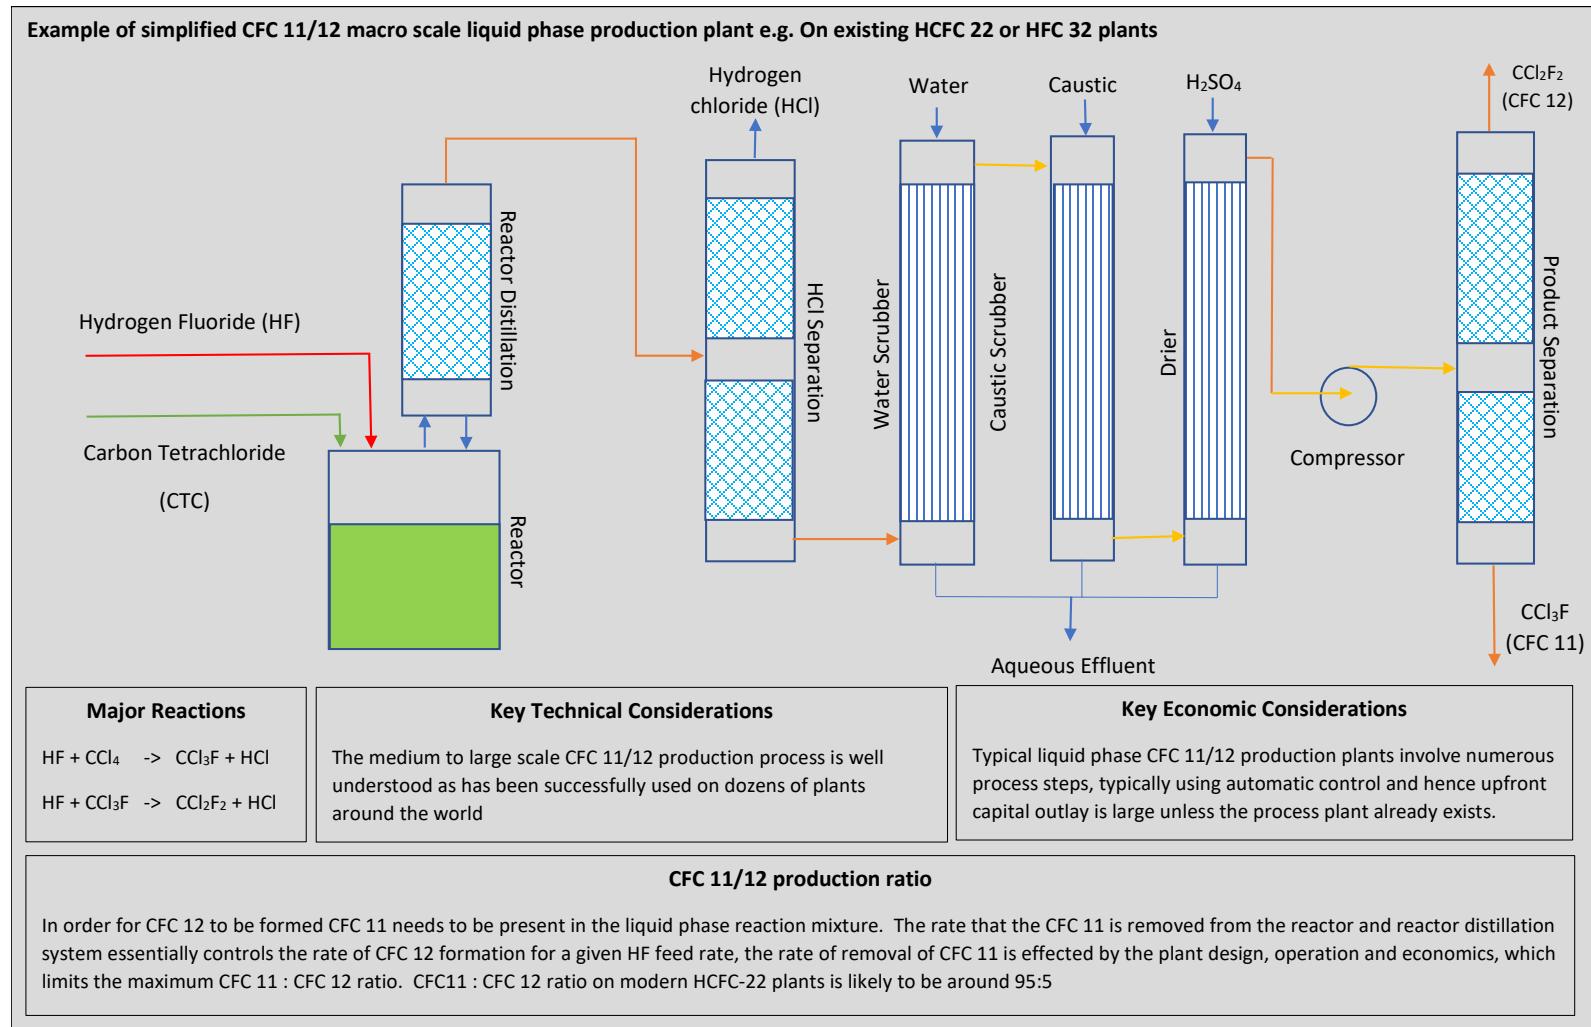 Example of simplified CFC 11/12 macro scale liquid phase production plant e.g. On existing HCFC 22 or HFC 32 plants
Hydrogen
chloride (HCl)
Water
Caustic
H₂SO₄
CCl₂F₂
(CFC 12)
Reactor Distillation
Hydrogen Fluoride (HF)
HCl Separation
Water Scrubber
Caustic Scrubber
Drier
Product Separation
Carbon Tetrachloride
(CTC)
Compressor
Reactor
CCl₃F
(CFC 11)
Aqueous Effluent
Major Reactions
HF + CCl₄ -> CCl₃F + HCl
HF + CCl₃F -> CCl₂F₂ + HCl
Key Technical Considerations
The medium to large scale CFC 11/12 production process is well
understood as has been successfully used on dozens of plants
around the world
Key Economic Considerations
Typical liquid phase CFC 11/12 production plants involve numerous
process steps, typically using automatic control and hence upfront
capital outlay is large unless the process plant already exists.
CFC 11/12 production ratio
In order for CFC 12 to be formed CFC 11 needs to be present in the liquid phase reaction mixture. The rate that the CFC 11 is removed from the reactor and reactor distillation
system essentially controls the rate of CFC 12 formation for a given HF feed rate, the rate of removal of CFC 11 is effected by the plant design, operation and economics, which
limits the maximum CFC 11 : CFC 12 ratio. CFC11 : CFC 12 ratio on modern HCFC-22 plants is likely to be around 95:5